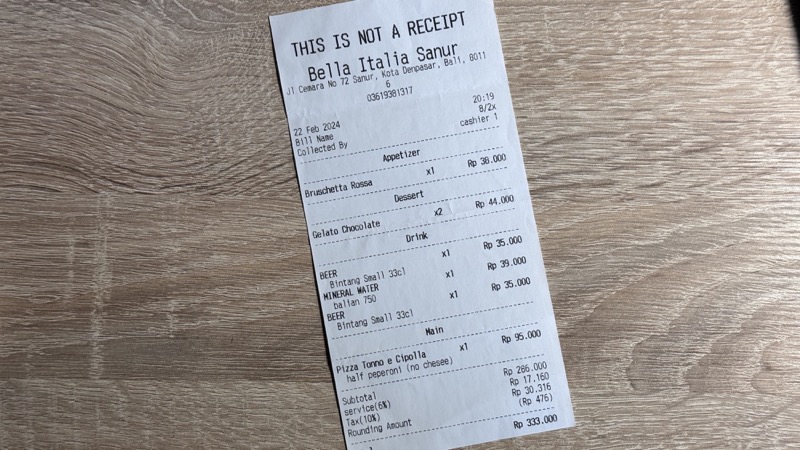 THIS IS NOT A RECEIPT
Bella Italia Sanur
Jl Cemara No 72 Sanur, Kota Denpasar, Bali, 8011
6
03619381317
22 Feb 2024 20:19
Bill Name 8/2x
Collected By cashier 1
Appetizer
Bruschetta Rossa x1 Rp 38.000
Dessert
Gelato Chocolate x2 Rp 44.000
Drink
BEER x1 Rp 35.000
Bintang Small 33cl
MINERAL WATER x1 Rp 39.000
balian 750
BEER x1 Rp 35.000
Bintang Small 33cl
Main
Pizza Tonno e Cipolla x1 Rp 95.000
half peperoni (no chesee)
Subtotal Rp 286.000
service(6%) Rp 17.160
Tax(10%) Rp 30.316
Rounding Amount (Rp 476)
Rp 333.000